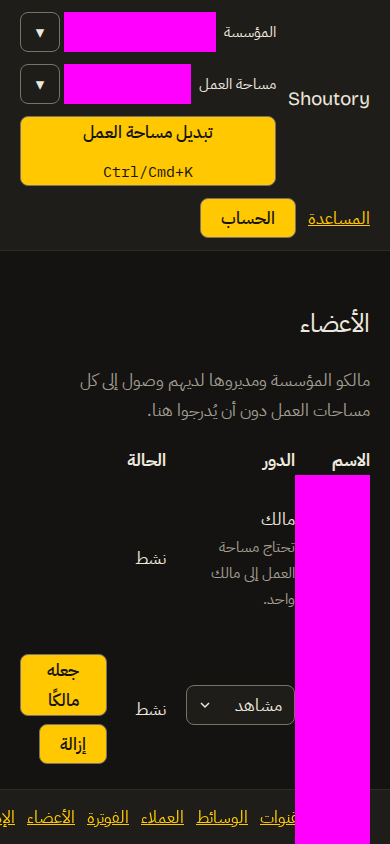 المؤسسة
▼
مساحة العمل
▼
Shoutory
تبديل مساحة العمل
Ctrl/Cmd+K
المساعدة
الحساب
الأعضاء
مالكو المؤسسة ومديروها لديهم وصول إلى كل
مساحات العمل دون أن يُدرجوا هنا.
الاسم الدور الحالة
مالك
تحتاج مساحة
العمل إلى مالك
واحد.
نشط
مشاهد
نشط
جعله
مالكًا
إزالة
الوسائط العملاء الفوترة الأعضاء